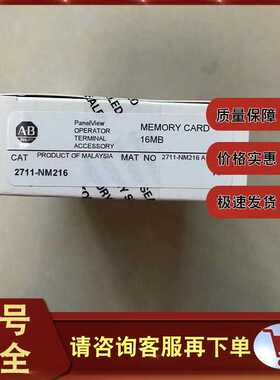 AB
PanelView
OPERATOR
TERMINAL
ACCESSORY
MEMORY CARD
16MB
CAT
PRODUCT OF MALAYSIA
MAT NO
2711-NM216 A
2711-NM216
质量保障
价格实惠
极速发货
号
全
请咨询客服再下单